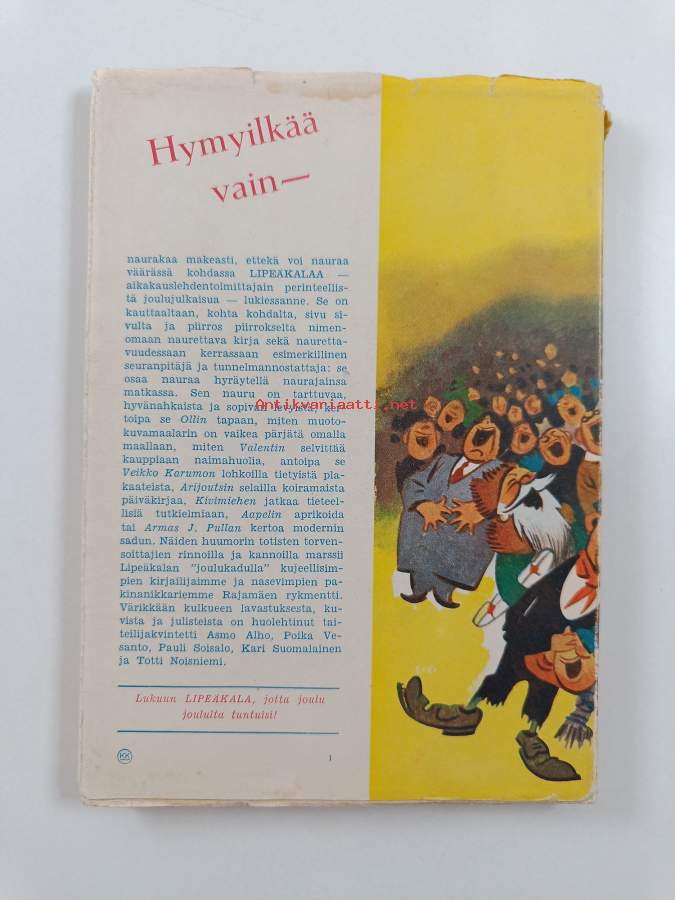 Hymyilkää
vain—
naurakaa makeasti, ettekä voi nauraa
väärässä kohdassa LIPEÄKALAA —
aikakauslehdentoimittajain perinteellis-
tä joulujulkaisua — lukiessanne. Se on
kauttaaltaan, kohta kohdalta, sivu si-
vulta ja piirros piirrokselta nimen-
omaan naurettava kirja sekä nauretta-
vuudessaan kerrassaan esimerkillinen
seuranpitäjä ja tunnelmannostattaja: se
osaa nauraa hyräytellä naurajainsa
matkassa. Sen nauru on tarttuvaa,
Antikvariaatti.net
hyvänahkaista ja sopivan levyistä, ker-
toipa se Ollin tapaan, miten muoto-
kuvamaalarin on vaikea pärjätä omalla
maallaan, miten Valentin selvittää
kauppiaan naimahuolia, antoipa se
Veikko Karumon lohkoilla tietyistä pla-
kaateista, Arijoutsin selailla koiramaista
päiväkirjaa, Kivimiehen jatkaa tieteel-
lisiä tutkielmiaan, Aapelin aprikoida
tai Armas J. Pullan kertoa modernin
sadun. Näiden huumorin totisten torven-
soittajien rinnoilla ja kannoilla marssii
Lipeäkalan "joulukadulla" kujeellisim-
pien kirjailijaimme ja nasevimpien pa-
kinanikkariemme Rajamäen rykmentti.
Värikkään kulkueen lavastuksesta, ku-
vista ja julisteista on huolehtinut tai-
teilijakvintetti Asmo Alho, Poika Ve-
santo, Pauli Soisalo, Kari Suomalainen
ja Totti Noisniemi.
Lukuun LIPEÄKALA, jotta joulu
joululta tuntuisi!
KK
1